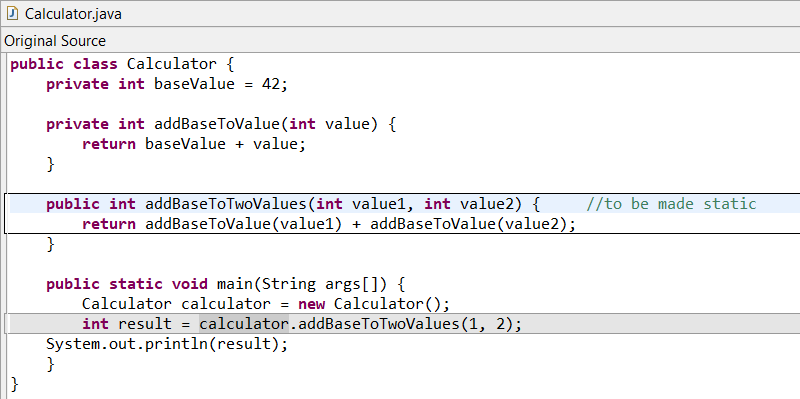 Calculator.java
Original Source
public class Calculator {
    private int baseValue = 42;
    private int addBaseToValue(int value) {
        return baseValue + value;
    }
    public int addBaseToTwoValues(int value1, int value2) {     //to be made static
        return addBaseToValue(value1) + addBaseToValue(value2);
    }
    public static void main(String args[]) {
        Calculator calculator = new Calculator();
        int result = calculator.addBaseToTwoValues(1, 2);
    System.out.println(result);
    }
}